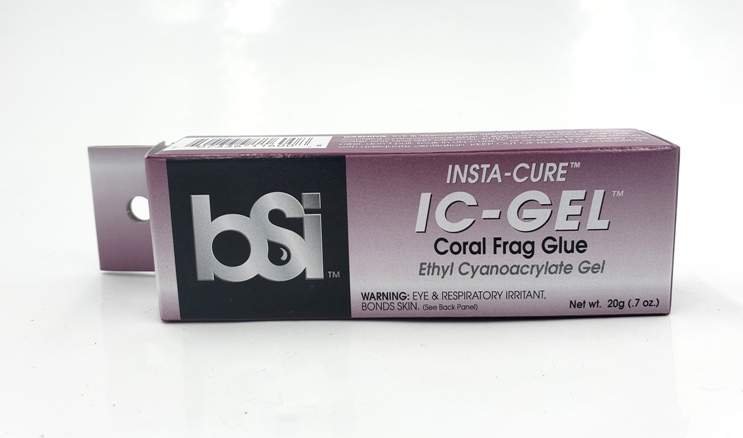 bSi™
INSTA-CURE™
IC-GEL™
Coral Frag Glue
Ethyl Cyanoacrylate Gel
WARNING: EYE & RESPIRATORY IRRITANT.
BONDS SKIN. (See Back Panel)
Net wt. 20g (.7 oz.)